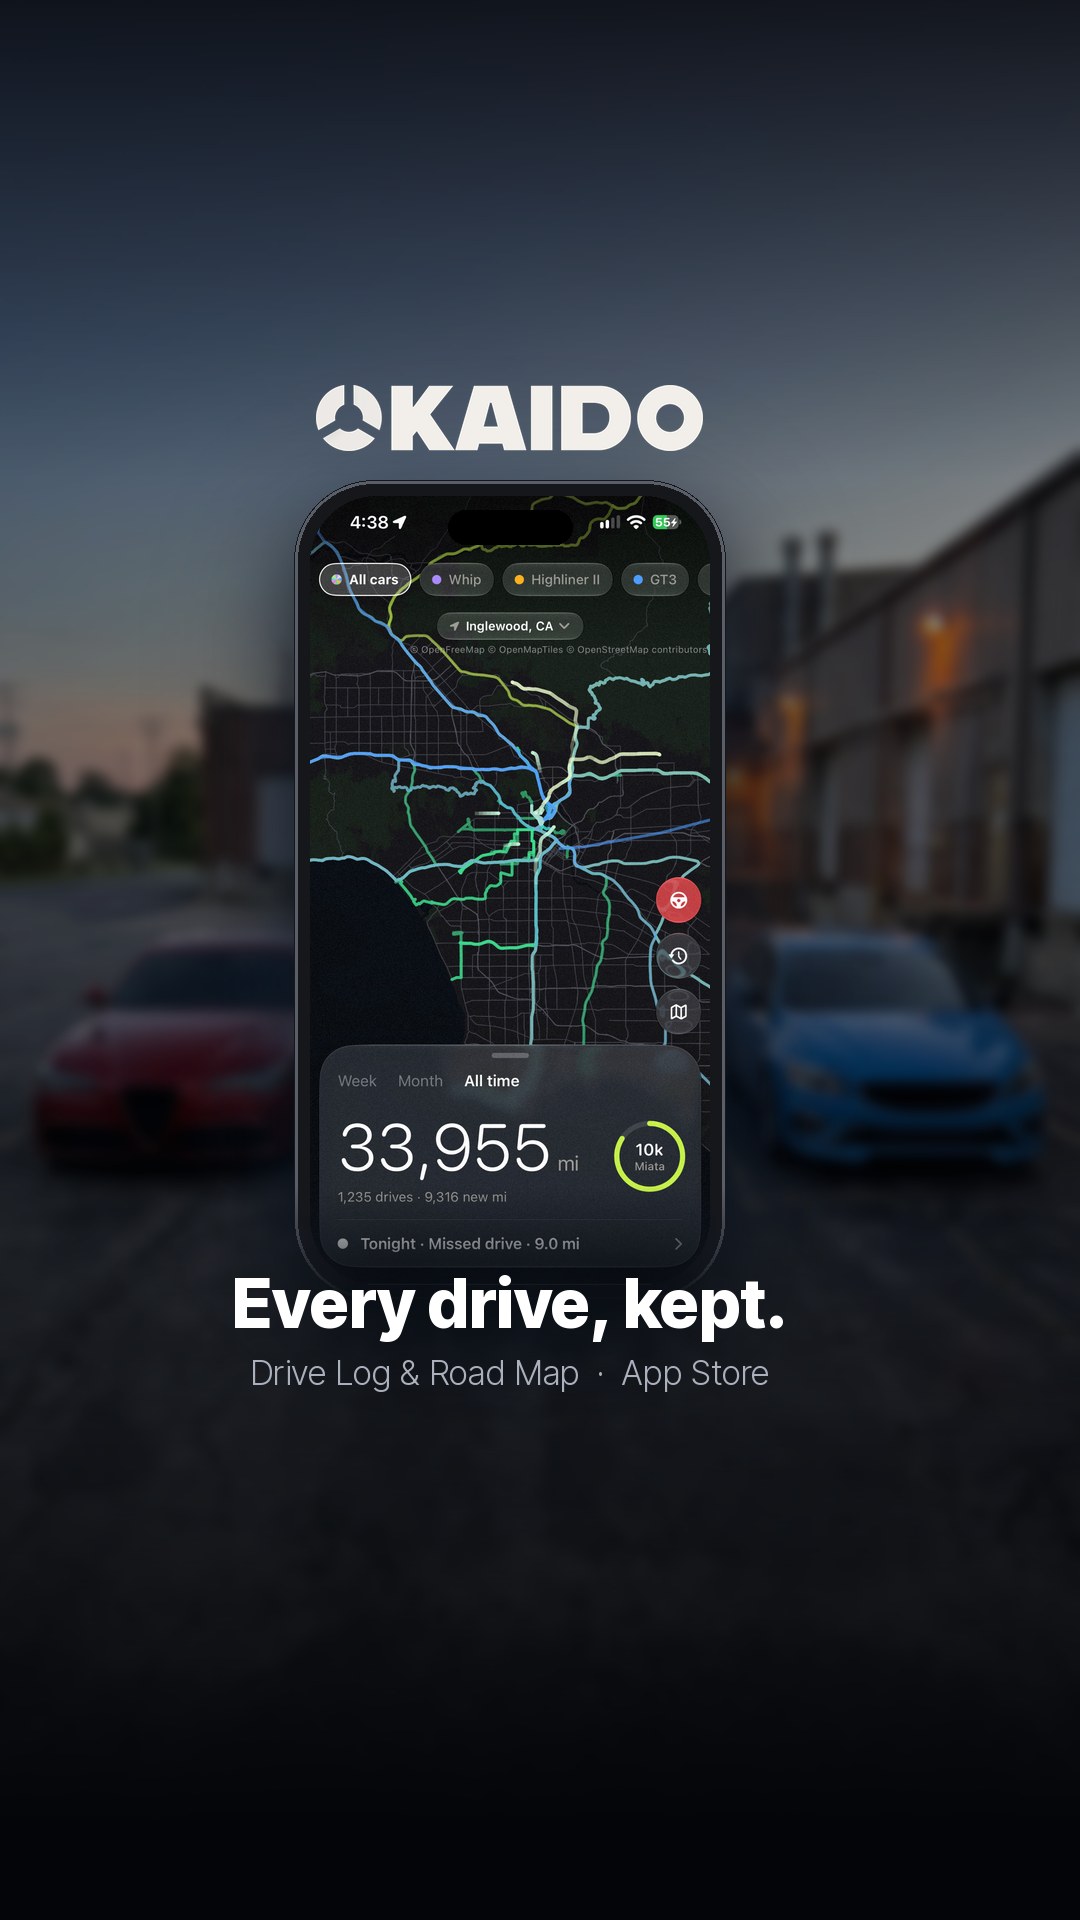 KAIDO
4:38
55
All cars
Whip
Highliner II
GT3
Inglewood, CA
© OpenFreeMap © OpenMapTiles © OpenStreetMap contributors
Week Month All time
33,955 mi
10k
Miata
1,235 drives · 9,316 new mi
Tonight · Missed drive · 9.0 mi
Every drive, kept.
Drive Log & Road Map · App Store